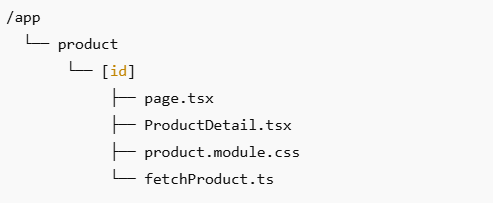 /app
└── product
└── [id]
├── page.tsx
├── ProductDetail.tsx
├── product.module.css
└── fetchProduct.ts